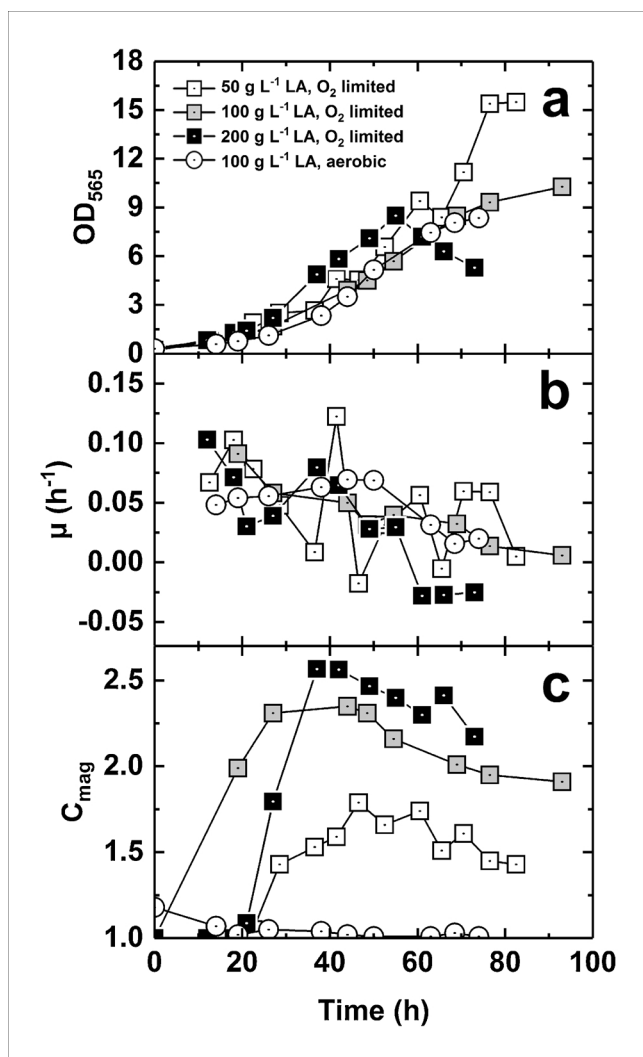 a
50 g L⁻¹ LA, O₂ limited
100 g L⁻¹ LA, O₂ limited
200 g L⁻¹ LA, O₂ limited
100 g L⁻¹ LA, aerobic
OD₅₆₅
18
15
12
9
6
3
0
b
μ (h⁻¹)
0.15
0.10
0.05
0.00
-0.05
c
C_mag
2.5
2.0
1.5
1.0
0 20 40 60 80 100
Time (h)